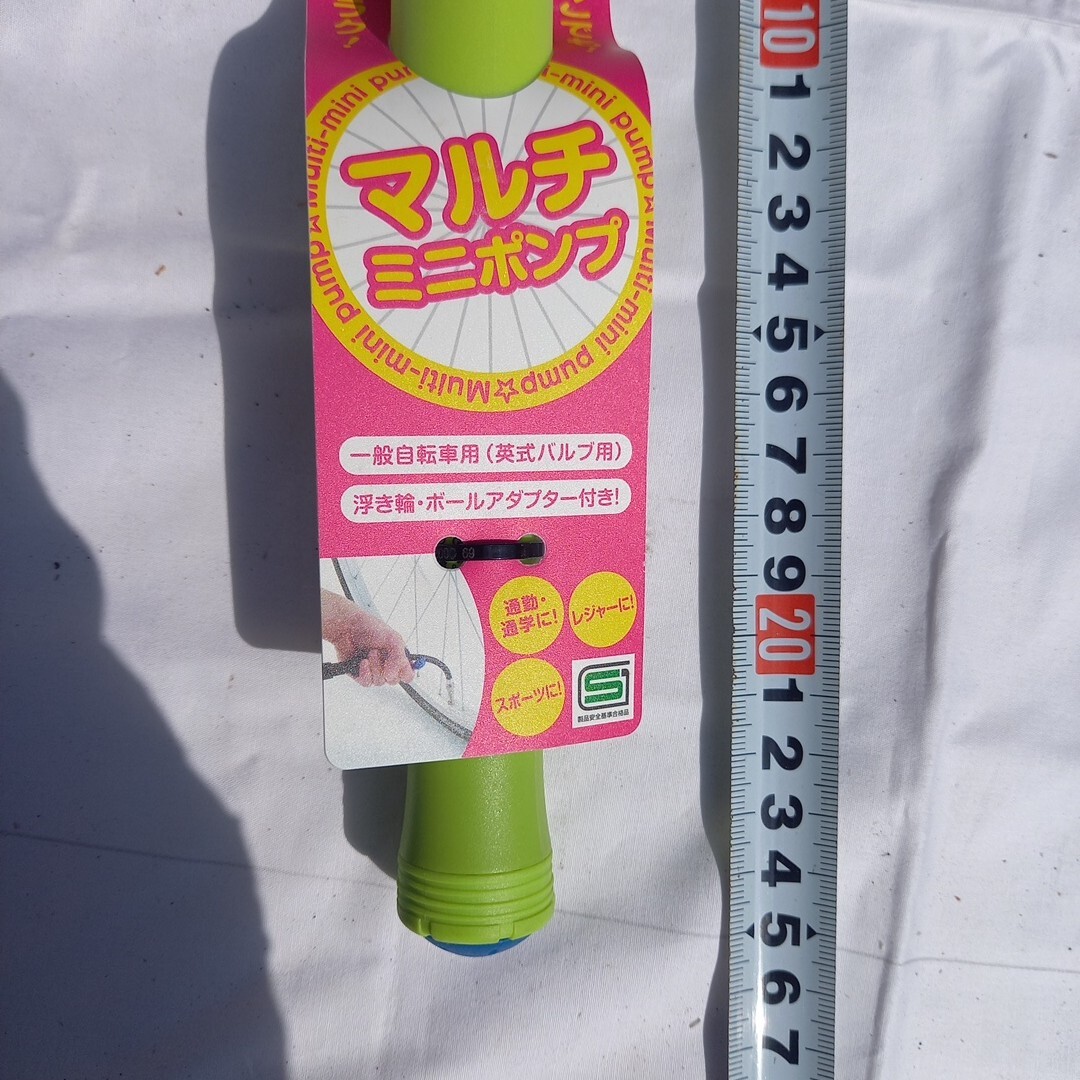 Multi-mini pump☆Multi-mini pump☆Multi-mini pump
マルチ
ミニポンプ
一般自転車用(英式バルブ用)
浮き輪・ボールアダプター付き!
69
通勤・
通学に!
レジャーに!
スポーツに!
製品安全基準合格品
10
1
2
3
4
5
6
7
8
9
20
1
2
3
4
5
6
7